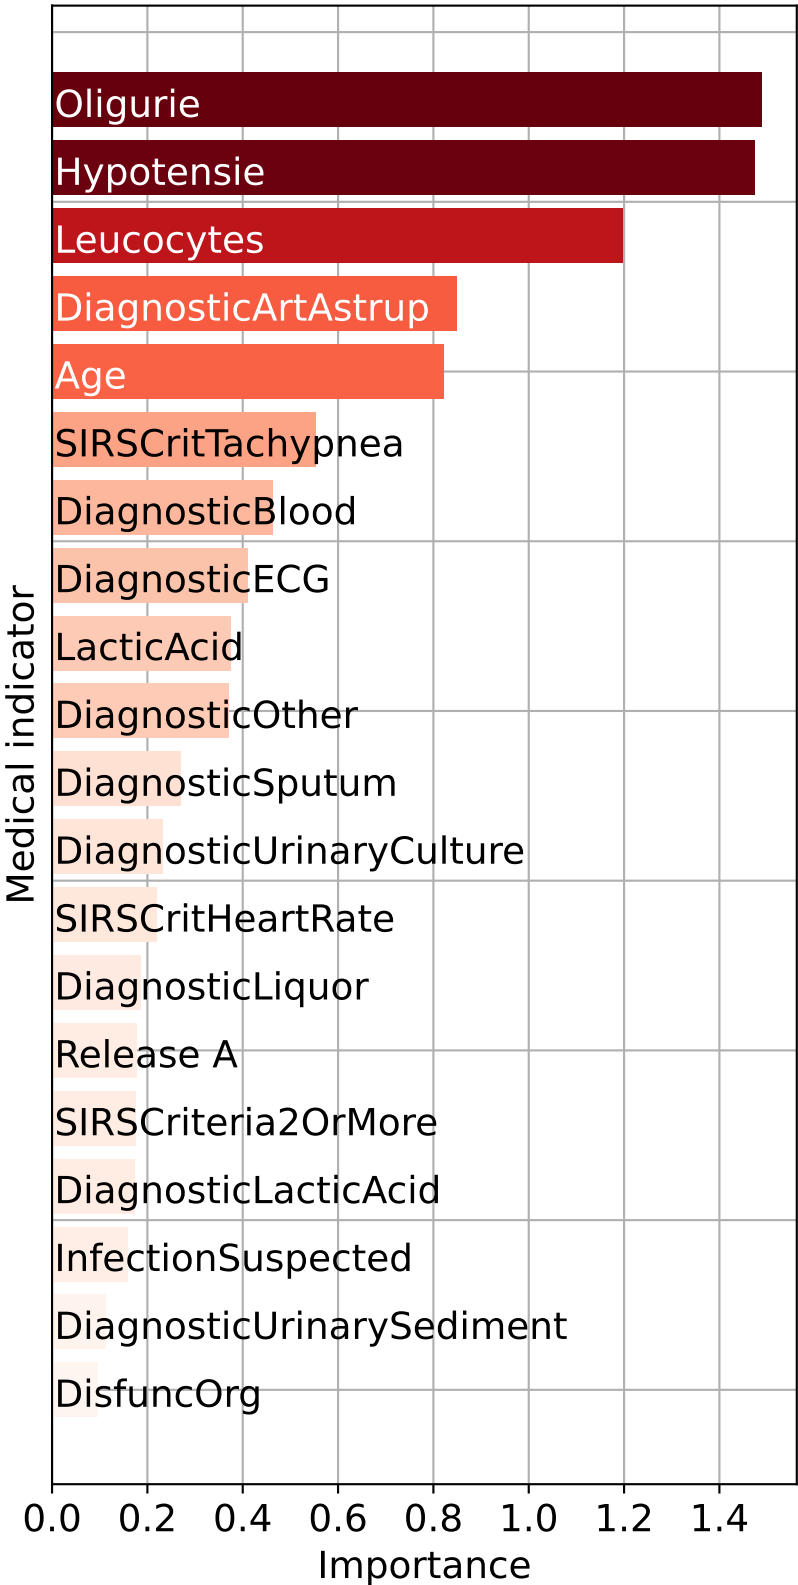 Oligurie
Hypotensie
Leucocytes
DiagnosticArtAstrup
Age
SIRSCritTachypnea
DiagnosticBlood
DiagnosticECG
LacticAcid
DiagnosticOther
DiagnosticSputum
DiagnosticUrinaryCulture
SIRSCritHeartRate
DiagnosticLiquor
Release A
SIRSCriteria2OrMore
DiagnosticLacticAcid
InfectionSuspected
DiagnosticUrinarySediment
DisfuncOrg
Medical indicator
0.0 0.2 0.4 0.6 0.8 1.0 1.2 1.4
Importance